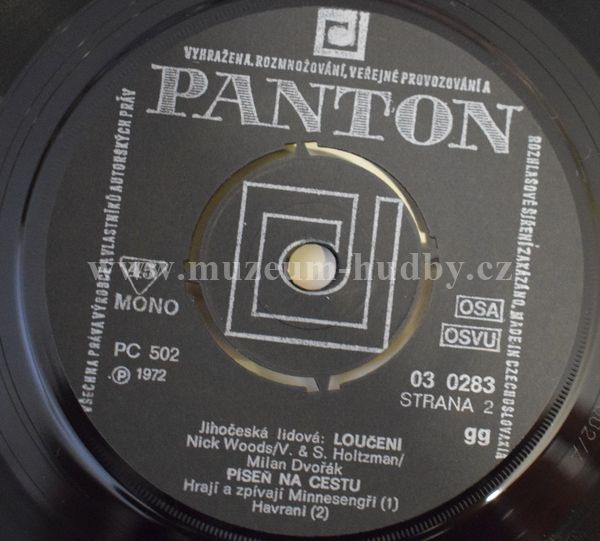 VYHRAŽENA. ROZMNOŽOVÁNÍ, VEŘEJNÉ PROVOZOVÁNÍ A
PANTON
VŠECHNA PRÁVA VÝROBCE A VLASTNÍKŮ AUTORSKÝCH PRÁV
ROZHLASOVÉ ŠÍŘENÍ ZAKÁZÁNO. MADE IN CZECHOSLOVAKIA
www.muzeum-hudby.cz
45
MONO
OSA
OSVU
PC 502
℗ 1972
03 0283
STRANA 2
gg
Jihočeská lidová: LOUČENI
Nick Woods/V. & S. Holtzman/
Milan Dvořák
PÍSEŇ NA CESTU
Hrají a zpívají Minnesengři (1)
Havrani (2)